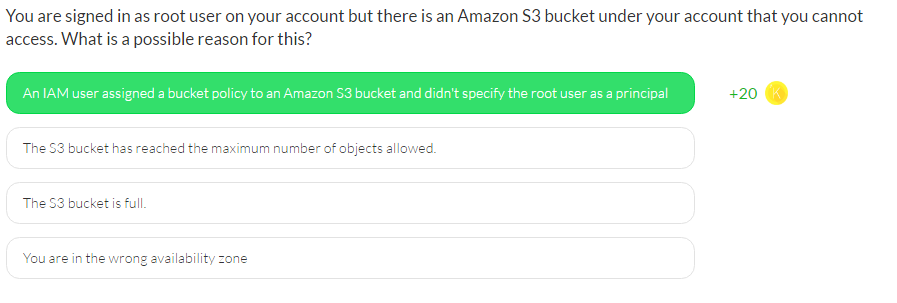 You are signed in as root user on your account but there is an Amazon S3 bucket under your account that you cannot
access. What is a possible reason for this?
An IAM user assigned a bucket policy to an Amazon S3 bucket and didn't specify the root user as a principal
+20 K
The S3 bucket has reached the maximum number of objects allowed.
The S3 bucket is full.
You are in the wrong availability zone